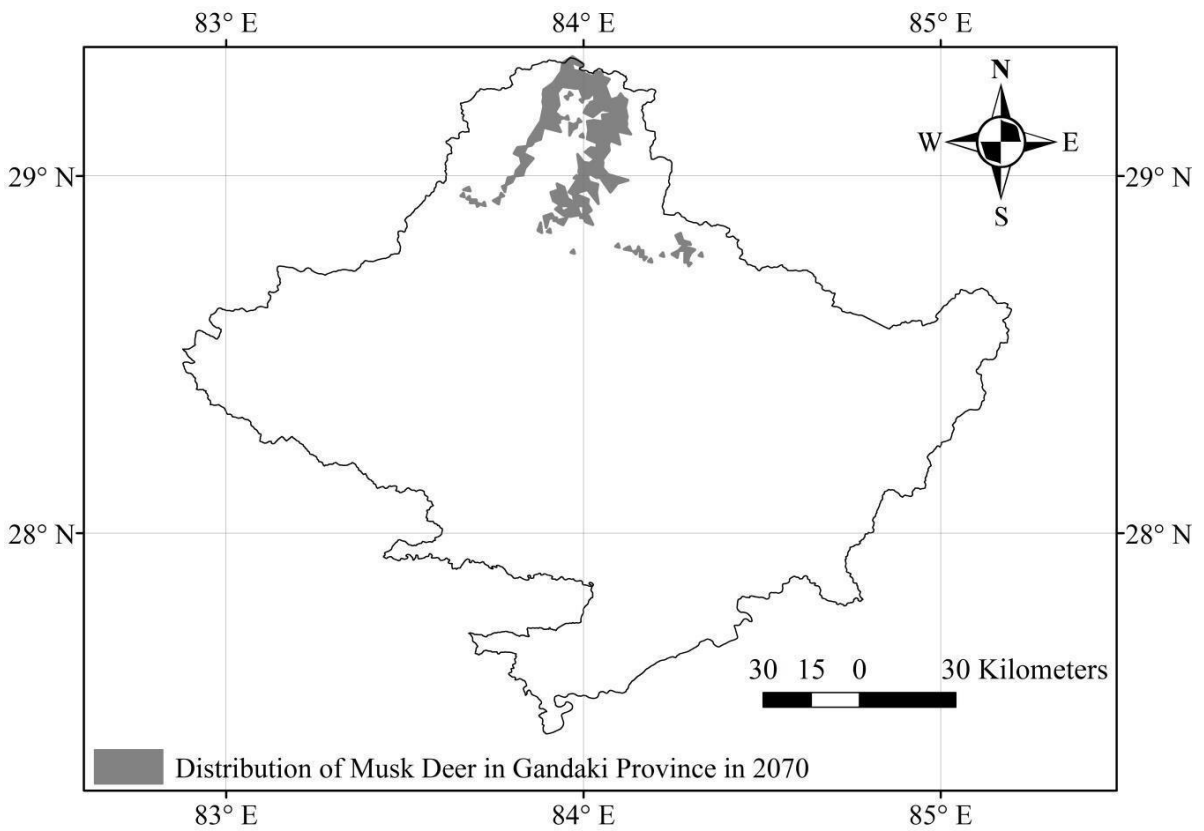 83° E 84° E 85° E
N
W E
S
29° N 29° N
28° N 28° N
30 15 0 30 Kilometers
Distribution of Musk Deer in Gandaki Province in 2070
83° E 84° E 85° E